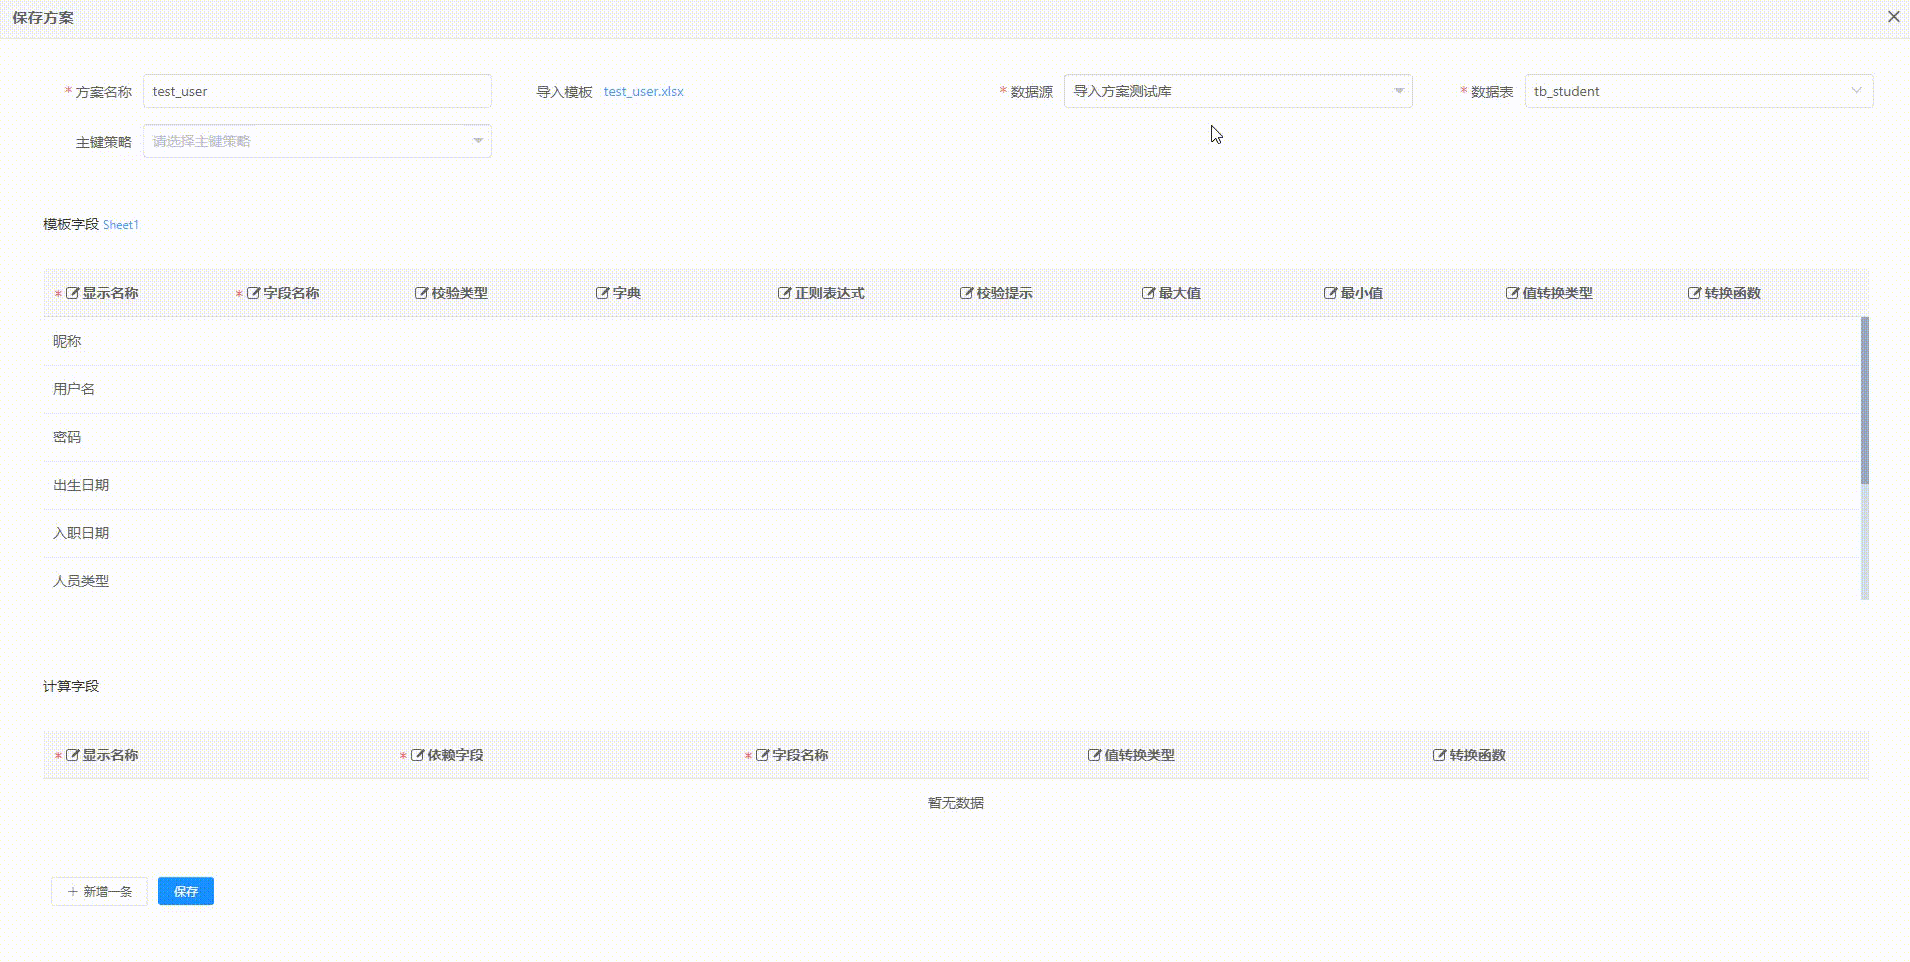 保存方案
* 方案名称 test_user 导入模板 test_user.xlsx * 数据源 导入方案测试库 * 数据表 tb_student
主键策略 请选择主键策略
模板字段 Sheet1
* 显示名称 * 字段名称 校验类型 字典 正则表达式 校验提示 最大值 最小值 值转换类型 转换函数
昵称
用户名
密码
出生日期
入职日期
人员类型
计算字段
* 显示名称 * 依赖字段 * 字段名称 值转换类型 转换函数
暂无数据
+ 新增一条 保存